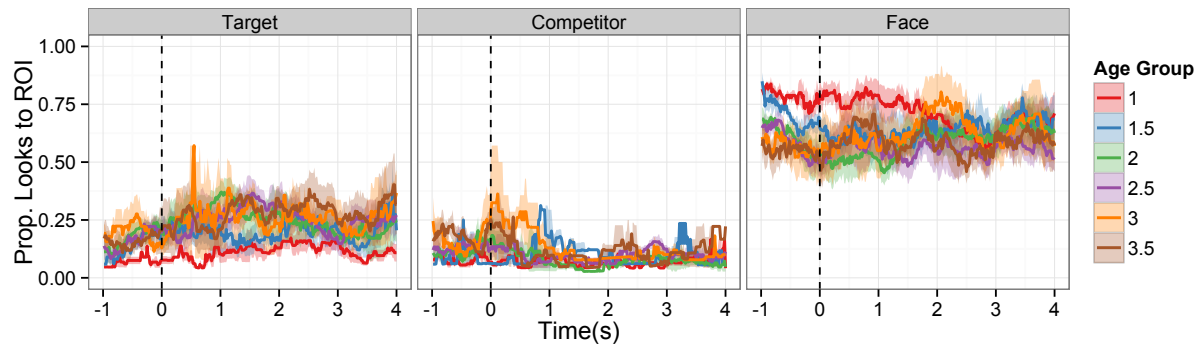 Target Competitor Face
Prop. Looks to ROI
1.00
0.75
0.50
0.25
0.00
-1 0 1 2 3 4 -1 0 1 2 3 4 -1 0 1 2 3 4
Time(s)
Age Group
1
1.5
2
2.5
3
3.5